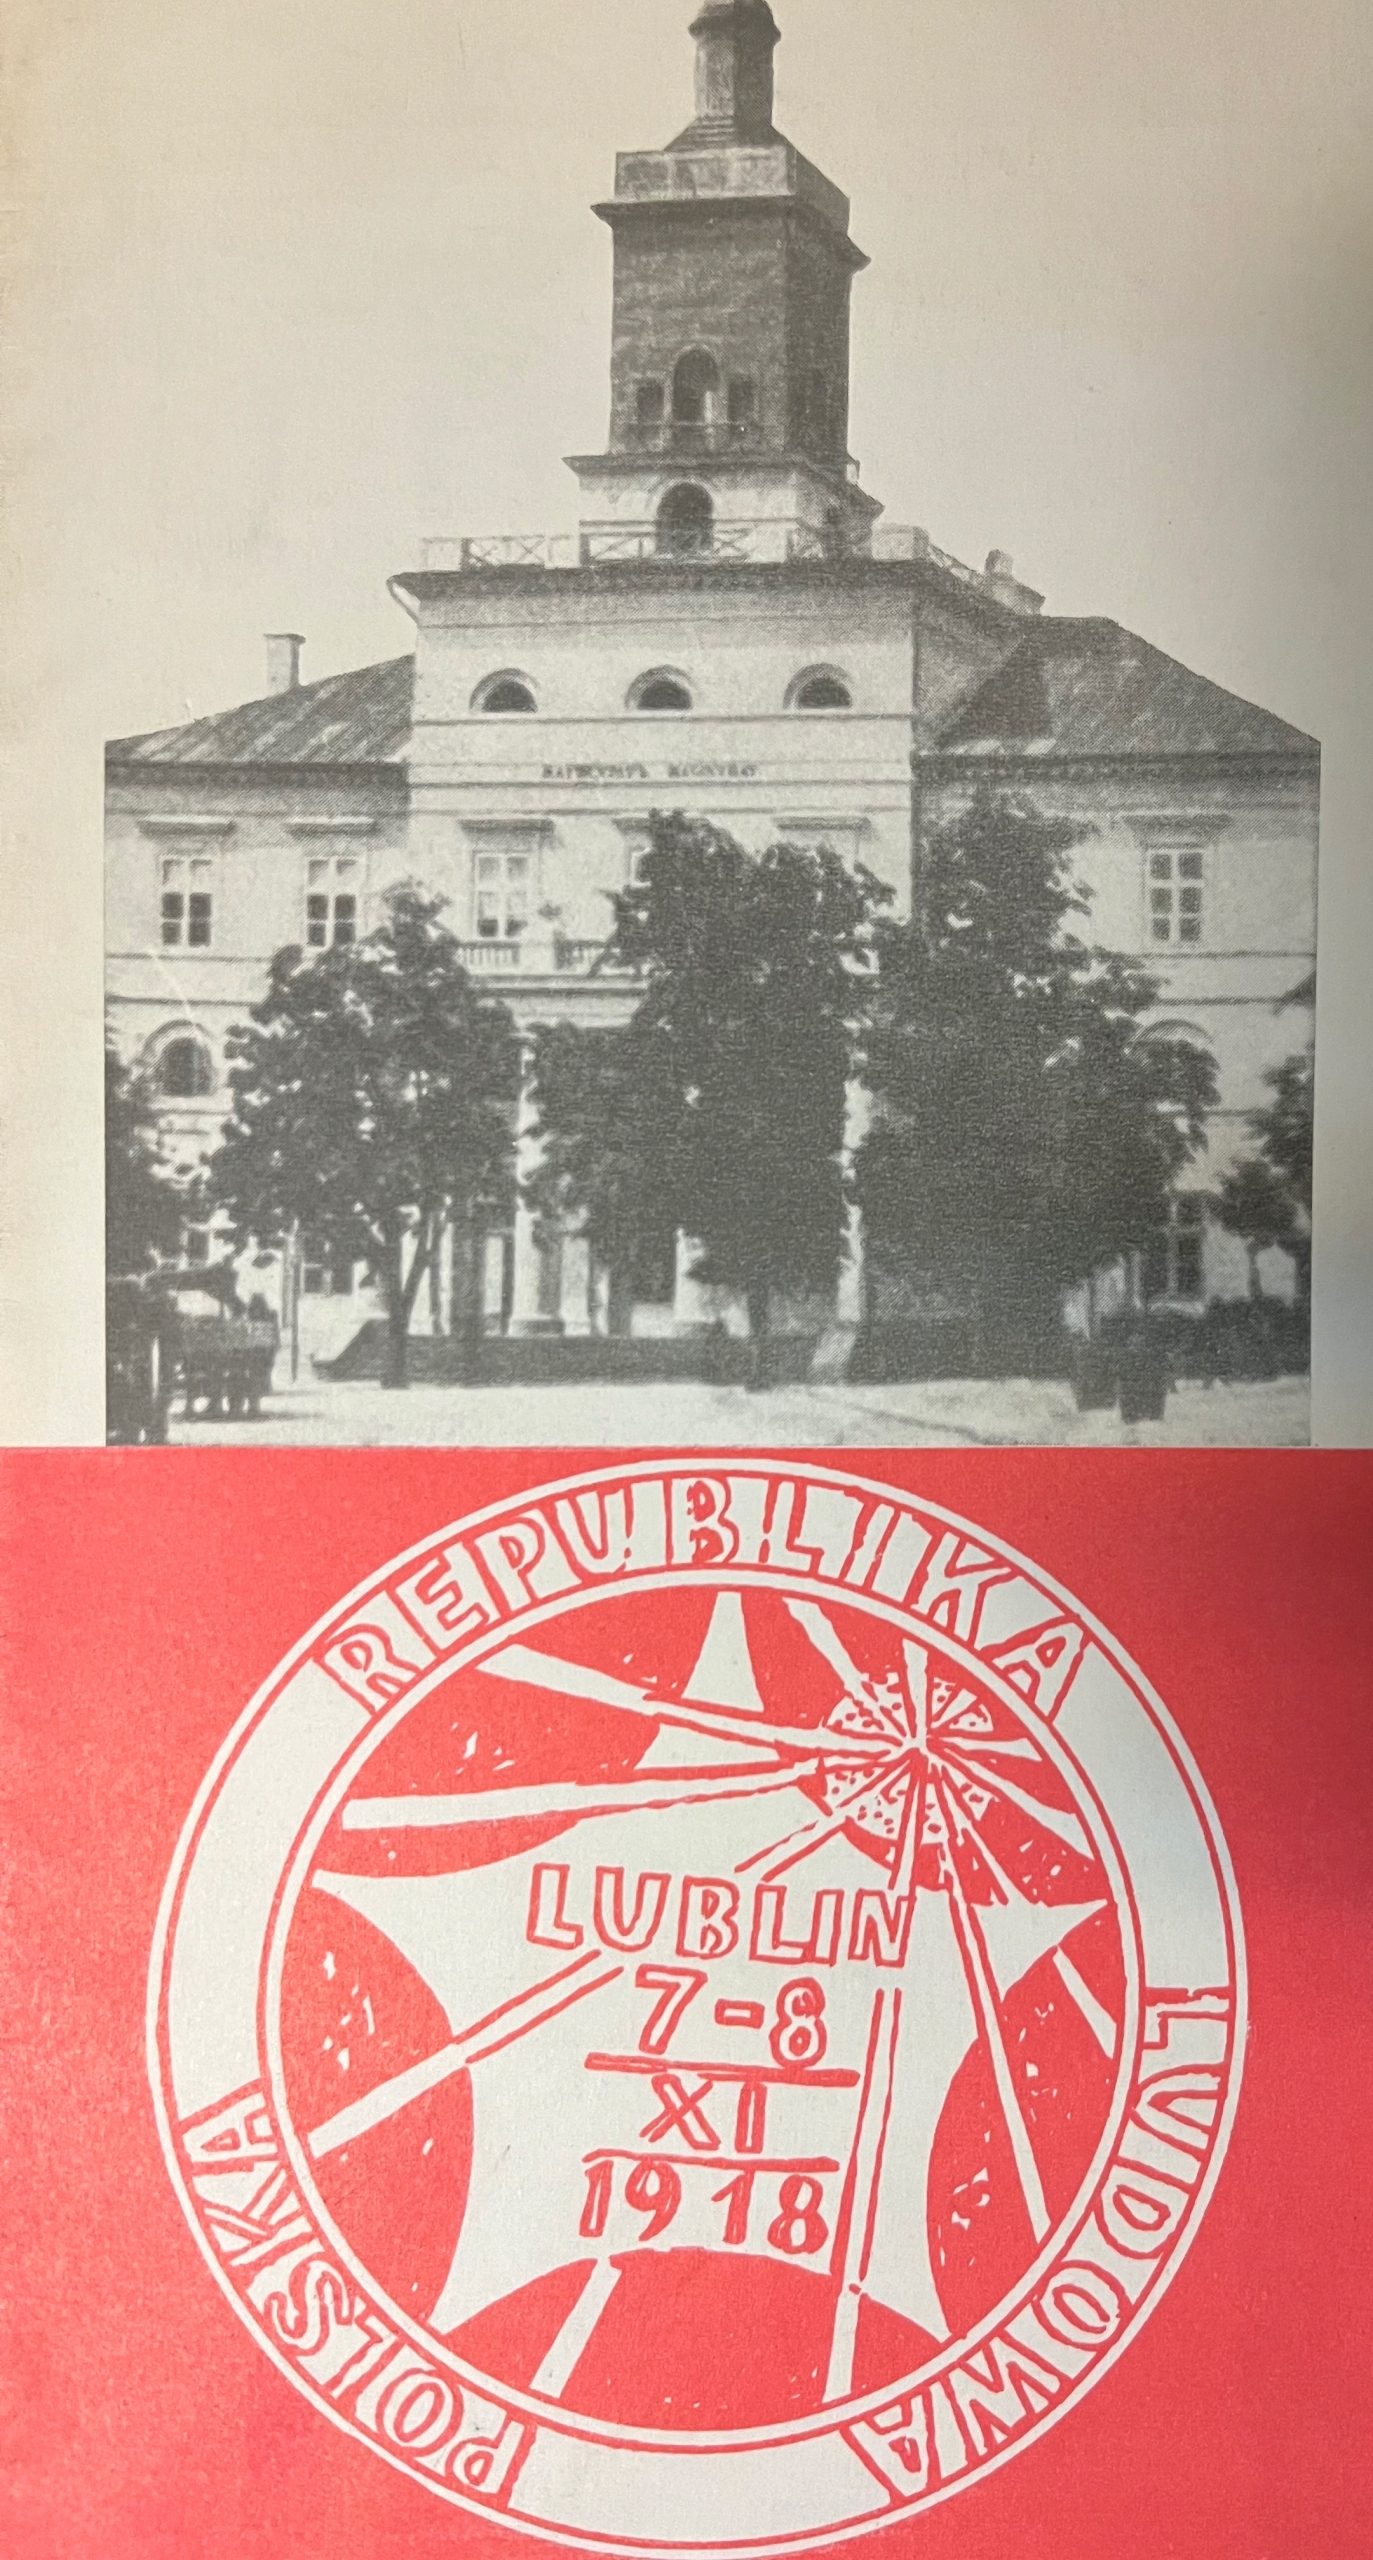 REPUBLIKA
LUDOWA
POLSKA
LUBLIN
7-8
XI
1918